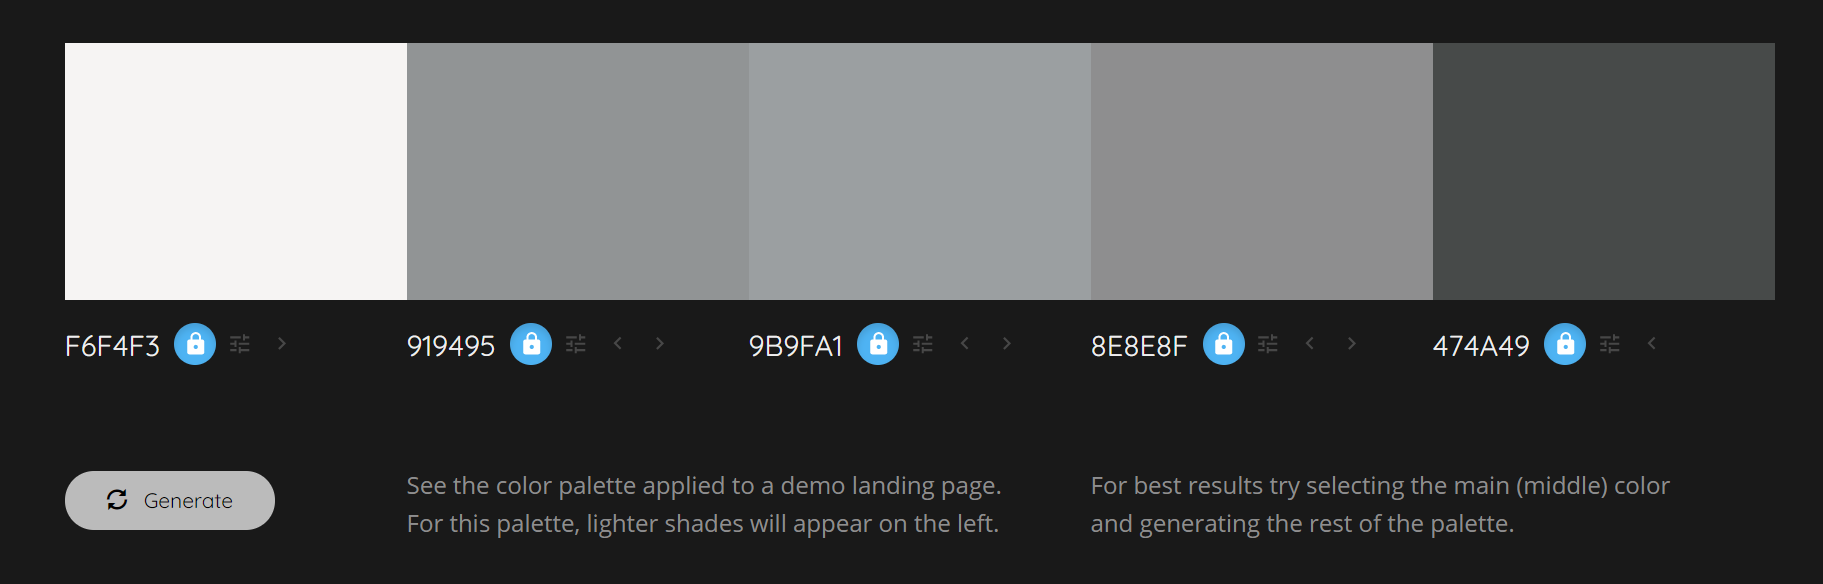 F6F4F3
919495
9B9FA1
8E8E8F
474A49
Generate
See the color palette applied to a demo landing page.
For this palette, lighter shades will appear on the left.
For best results try selecting the main (middle) color
and generating the rest of the palette.